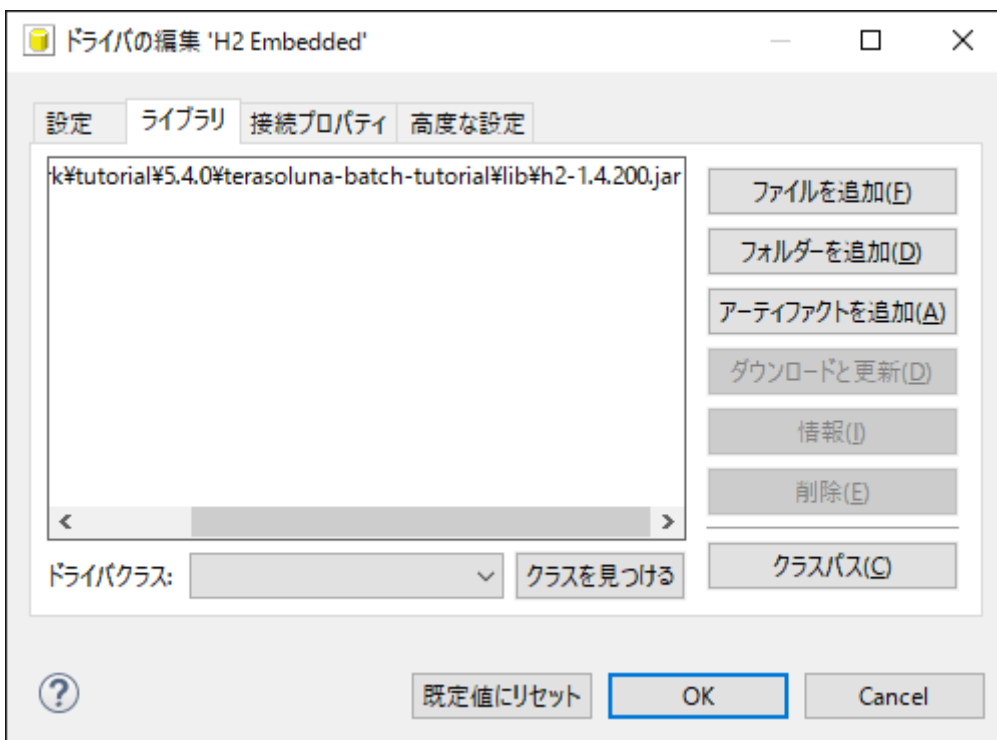 ドライバの編集 'H2 Embedded'
設定 ライブラリ 接続プロパティ 高度な設定
rk¥tutorial¥5.4.0¥terasoluna-batch-tutorial¥lib¥h2-1.4.200.jar
ファイルを追加(F)
フォルダーを追加(D)
アーティファクトを追加(A)
ダウンロードと更新(D)
情報(I)
削除(E)
ドライバクラス: クラスを見つける クラスパス(C)
既定値にリセット OK Cancel